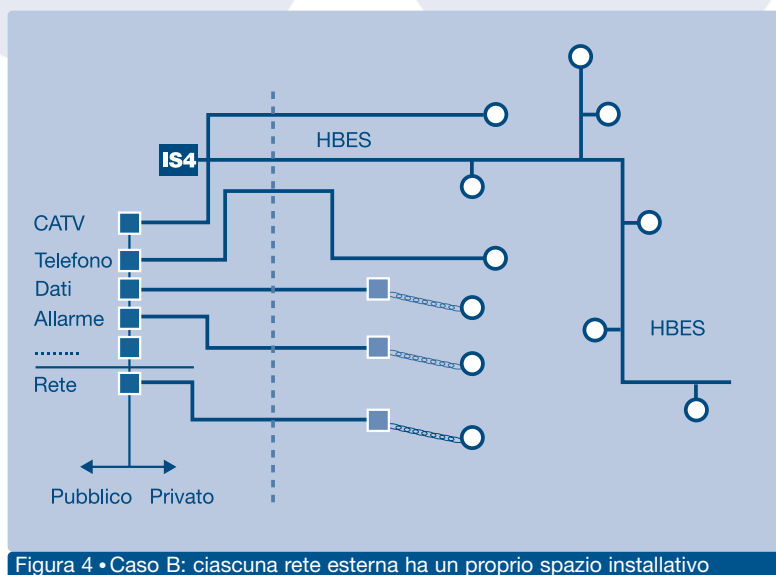 HBES
IS4
CATV
Telefono
Dati
Allarme
........
Rete
HBES
Pubblico Privato
Figura 4 • Caso B: ciascuna rete esterna ha un proprio spazio installativo